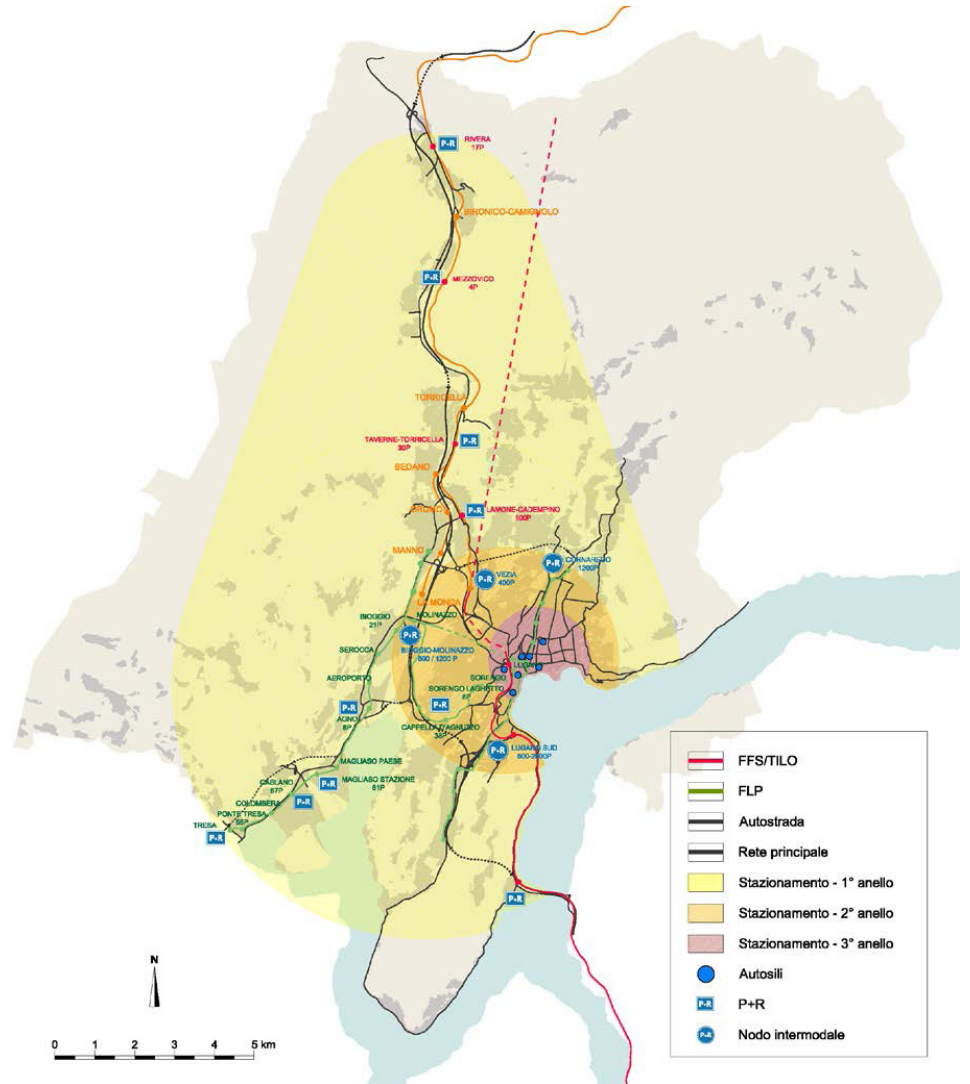 P+R
RIVERA
17P
BIRONICO-CAMIGNOLO
P+R
MEZZOVICO
4P
TORRICELLA
TAVERNE-TORRICELLA
30P
P+R
BEDANO
P+R
LAMONE-CADEMPINO
100P
MANNO
P+R
CORNAREDO
1200P
P+R
VEZIA
400P
LA MONDA
BIOGGIO
21P
MOLINAZZO
P+R
BIOGGIO-MOLINAZZO
SEROCCA
AEROPORTO
LUGANO
SORENGO
SORENGO LAGHETTO
P+R
P+R
AGNO
CAPPELLA D'AGNUZZO
P+R
LUGANO SUD
MAGLIASO PAESE
CASLANO
67P
P+R
MAGLIASO STAZIONE
COLOMBERA
P+R
PONTE TRESA
TRESA
P+R
P+R
N
0 1 2 3 4 5 km
FFS/TILO
FLP
Autostrada
Rete principale
Stazionamento - 1° anello
Stazionamento - 2° anello
Stazionamento - 3° anello
Autosili
P+R P+R
P+R Nodo intermodale